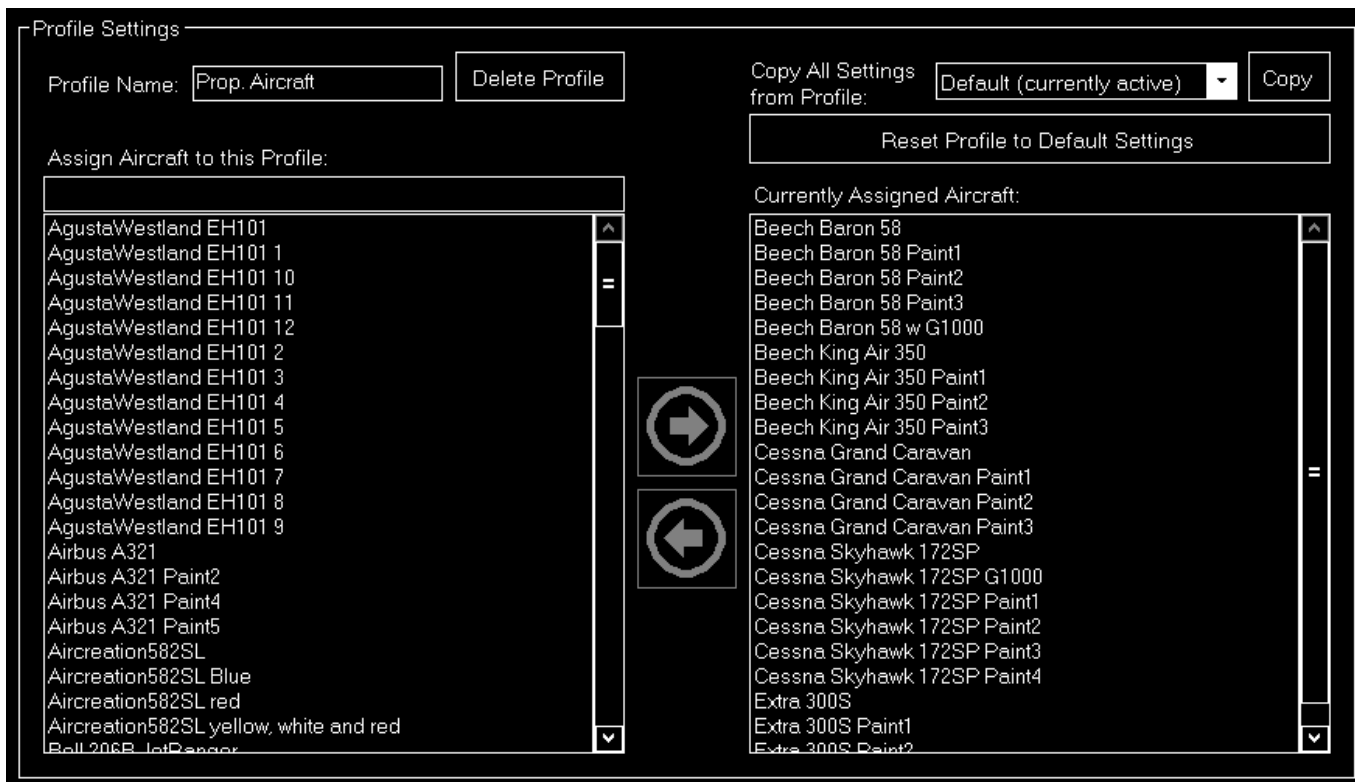 Profile Settings
Profile Name: Prop. Aircraft
Delete Profile
Copy All Settings
from Profile:
Default (currently active)
Copy
Reset Profile to Default Settings
Assign Aircraft to this Profile:
AgustaWestland EH101
AgustaWestland EH101 1
AgustaWestland EH101 10
AgustaWestland EH101 11
AgustaWestland EH101 12
AgustaWestland EH101 2
AgustaWestland EH101 3
AgustaWestland EH101 4
AgustaWestland EH101 5
AgustaWestland EH101 6
AgustaWestland EH101 7
AgustaWestland EH101 8
AgustaWestland EH101 9
Airbus A321
Airbus A321 Paint2
Airbus A321 Paint4
Airbus A321 Paint5
Aircreation582SL
Aircreation582SL Blue
Aircreation582SL red
Aircreation582SL yellow, white and red
Bell 206B JetRanger
Currently Assigned Aircraft:
Beech Baron 58
Beech Baron 58 Paint1
Beech Baron 58 Paint2
Beech Baron 58 Paint3
Beech Baron 58 w G1000
Beech King Air 350
Beech King Air 350 Paint1
Beech King Air 350 Paint2
Beech King Air 350 Paint3
Cessna Grand Caravan
Cessna Grand Caravan Paint1
Cessna Grand Caravan Paint2
Cessna Grand Caravan Paint3
Cessna Skyhawk 172SP
Cessna Skyhawk 172SP G1000
Cessna Skyhawk 172SP Paint1
Cessna Skyhawk 172SP Paint2
Cessna Skyhawk 172SP Paint3
Cessna Skyhawk 172SP Paint4
Extra 300S
Extra 300S Paint1
Extra 300S Paint2